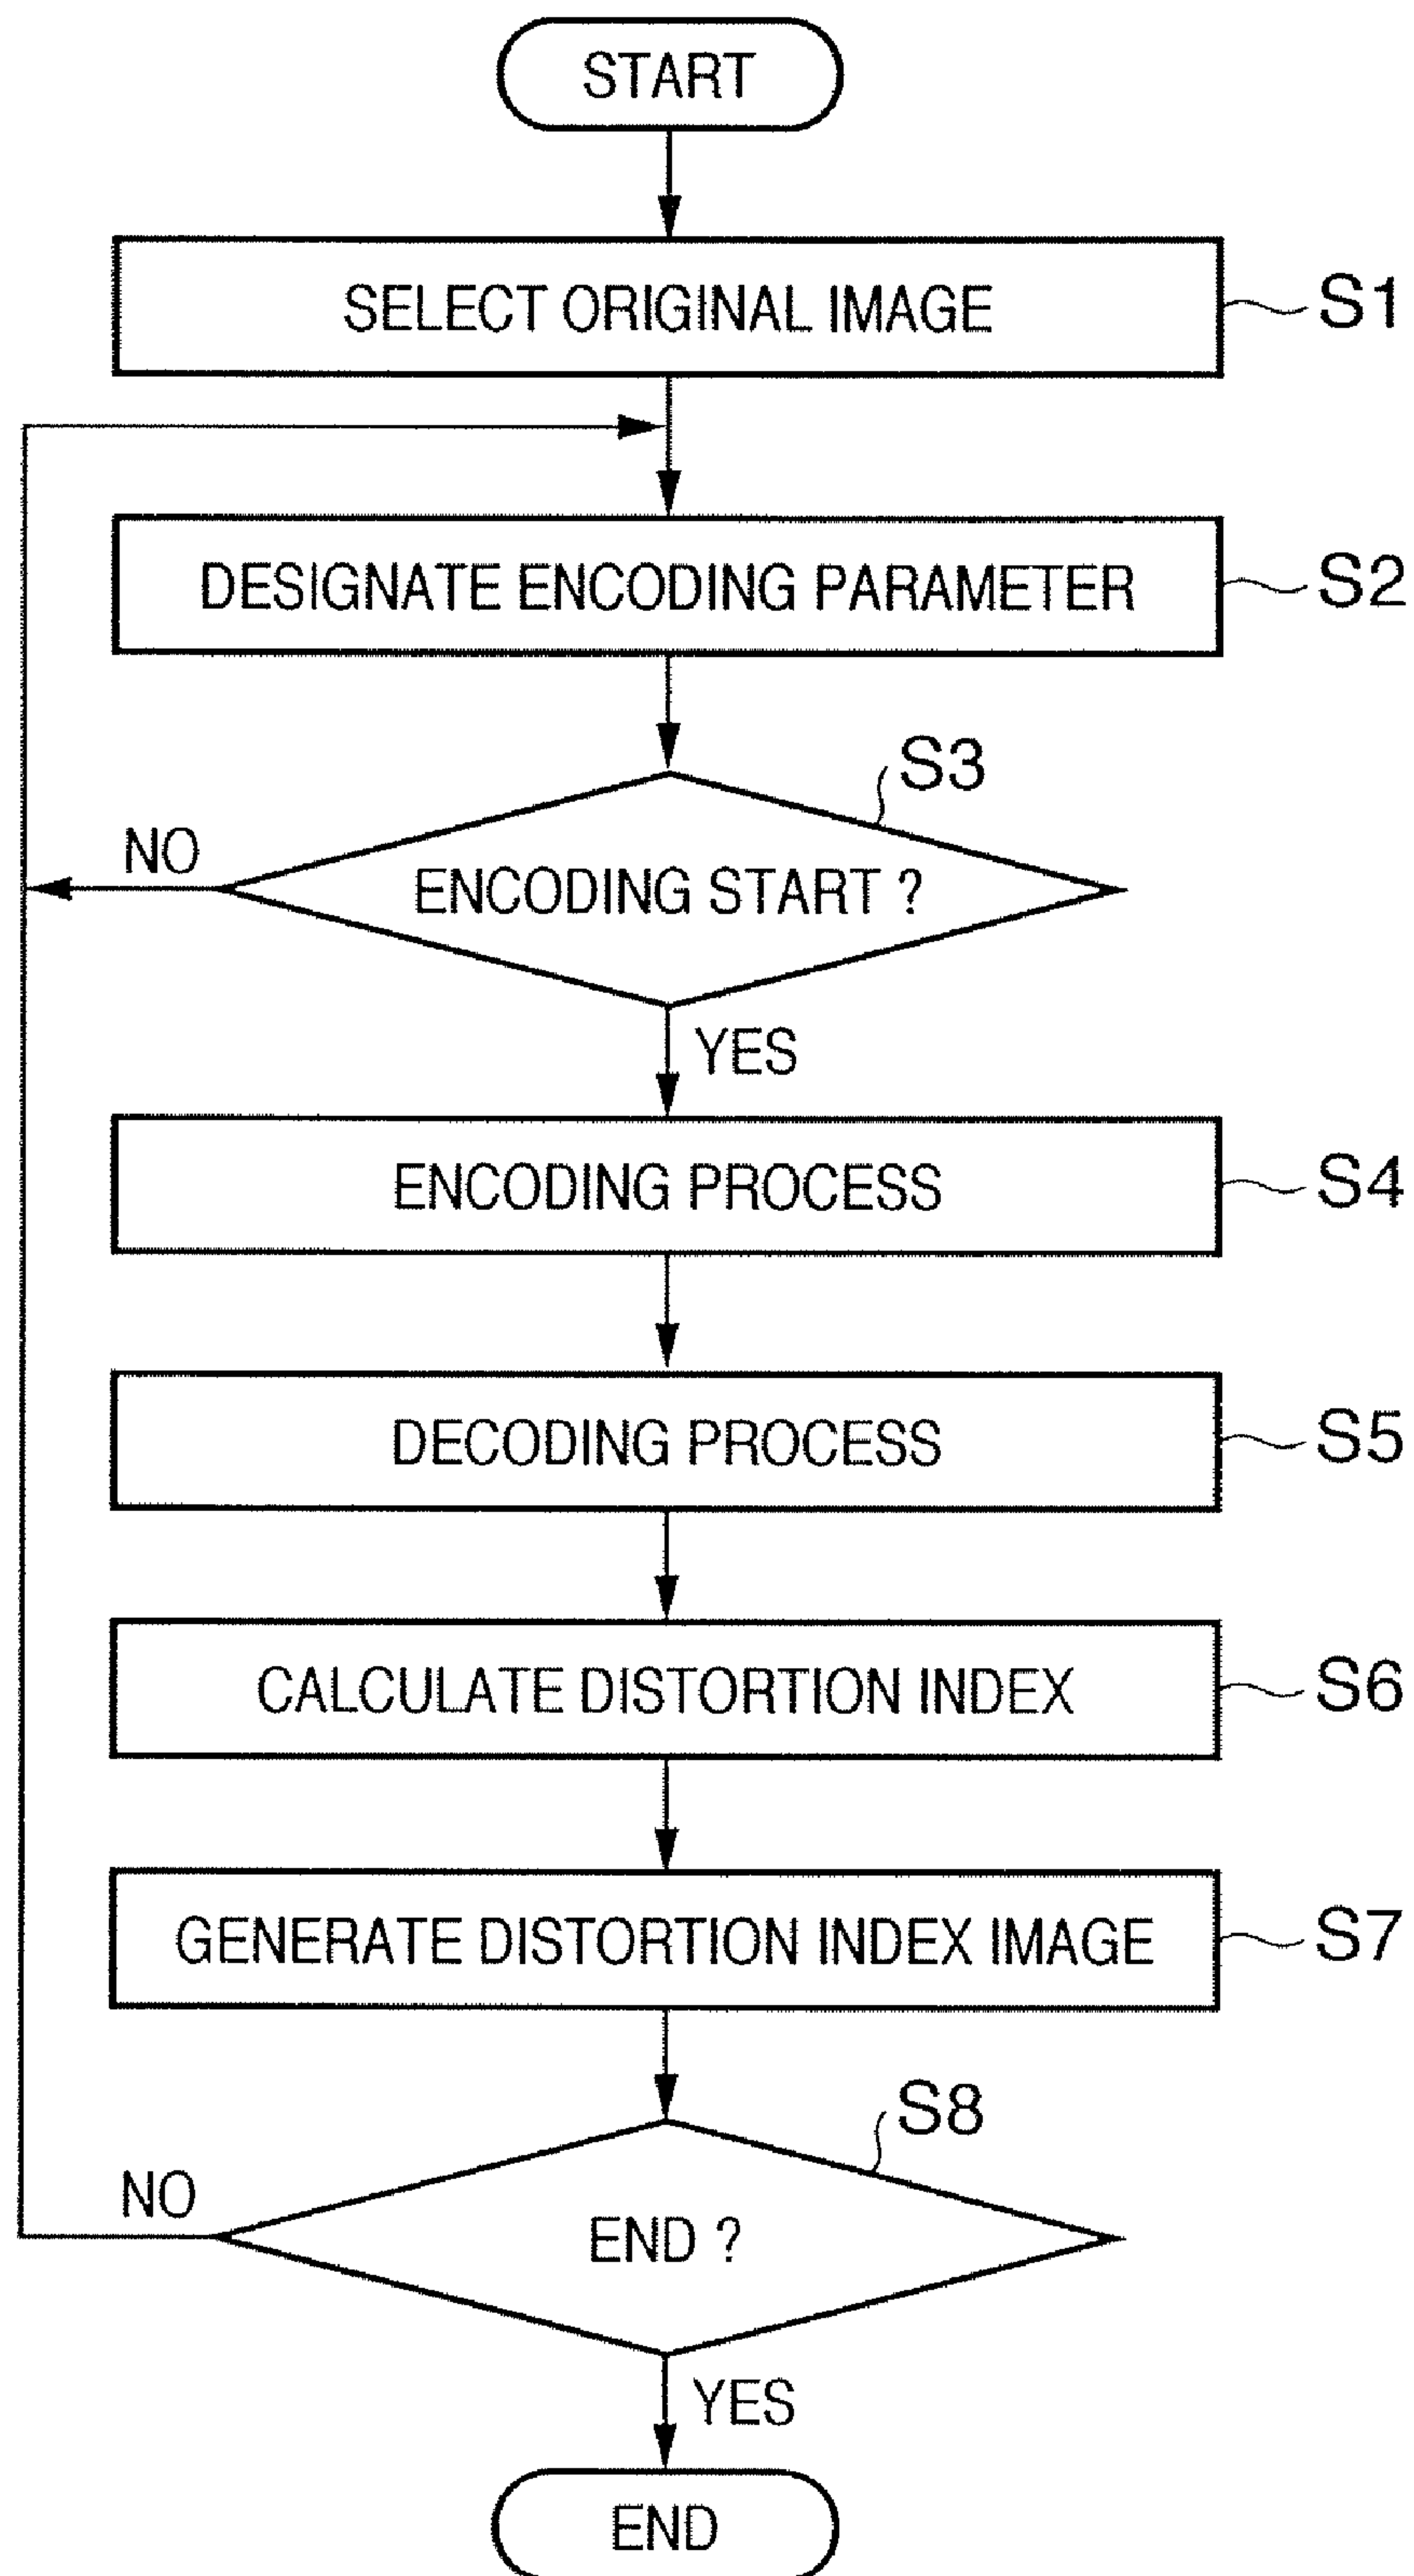 START
SELECT ORIGINAL IMAGE
S1
DESIGNATE ENCODING PARAMETER
S2
S3
NO
ENCODING START ?
YES
ENCODING PROCESS
S4
DECODING PROCESS
S5
CALCULATE DISTORTION INDEX
S6
GENERATE DISTORTION INDEX IMAGE
S7
S8
NO
END ?
YES
END